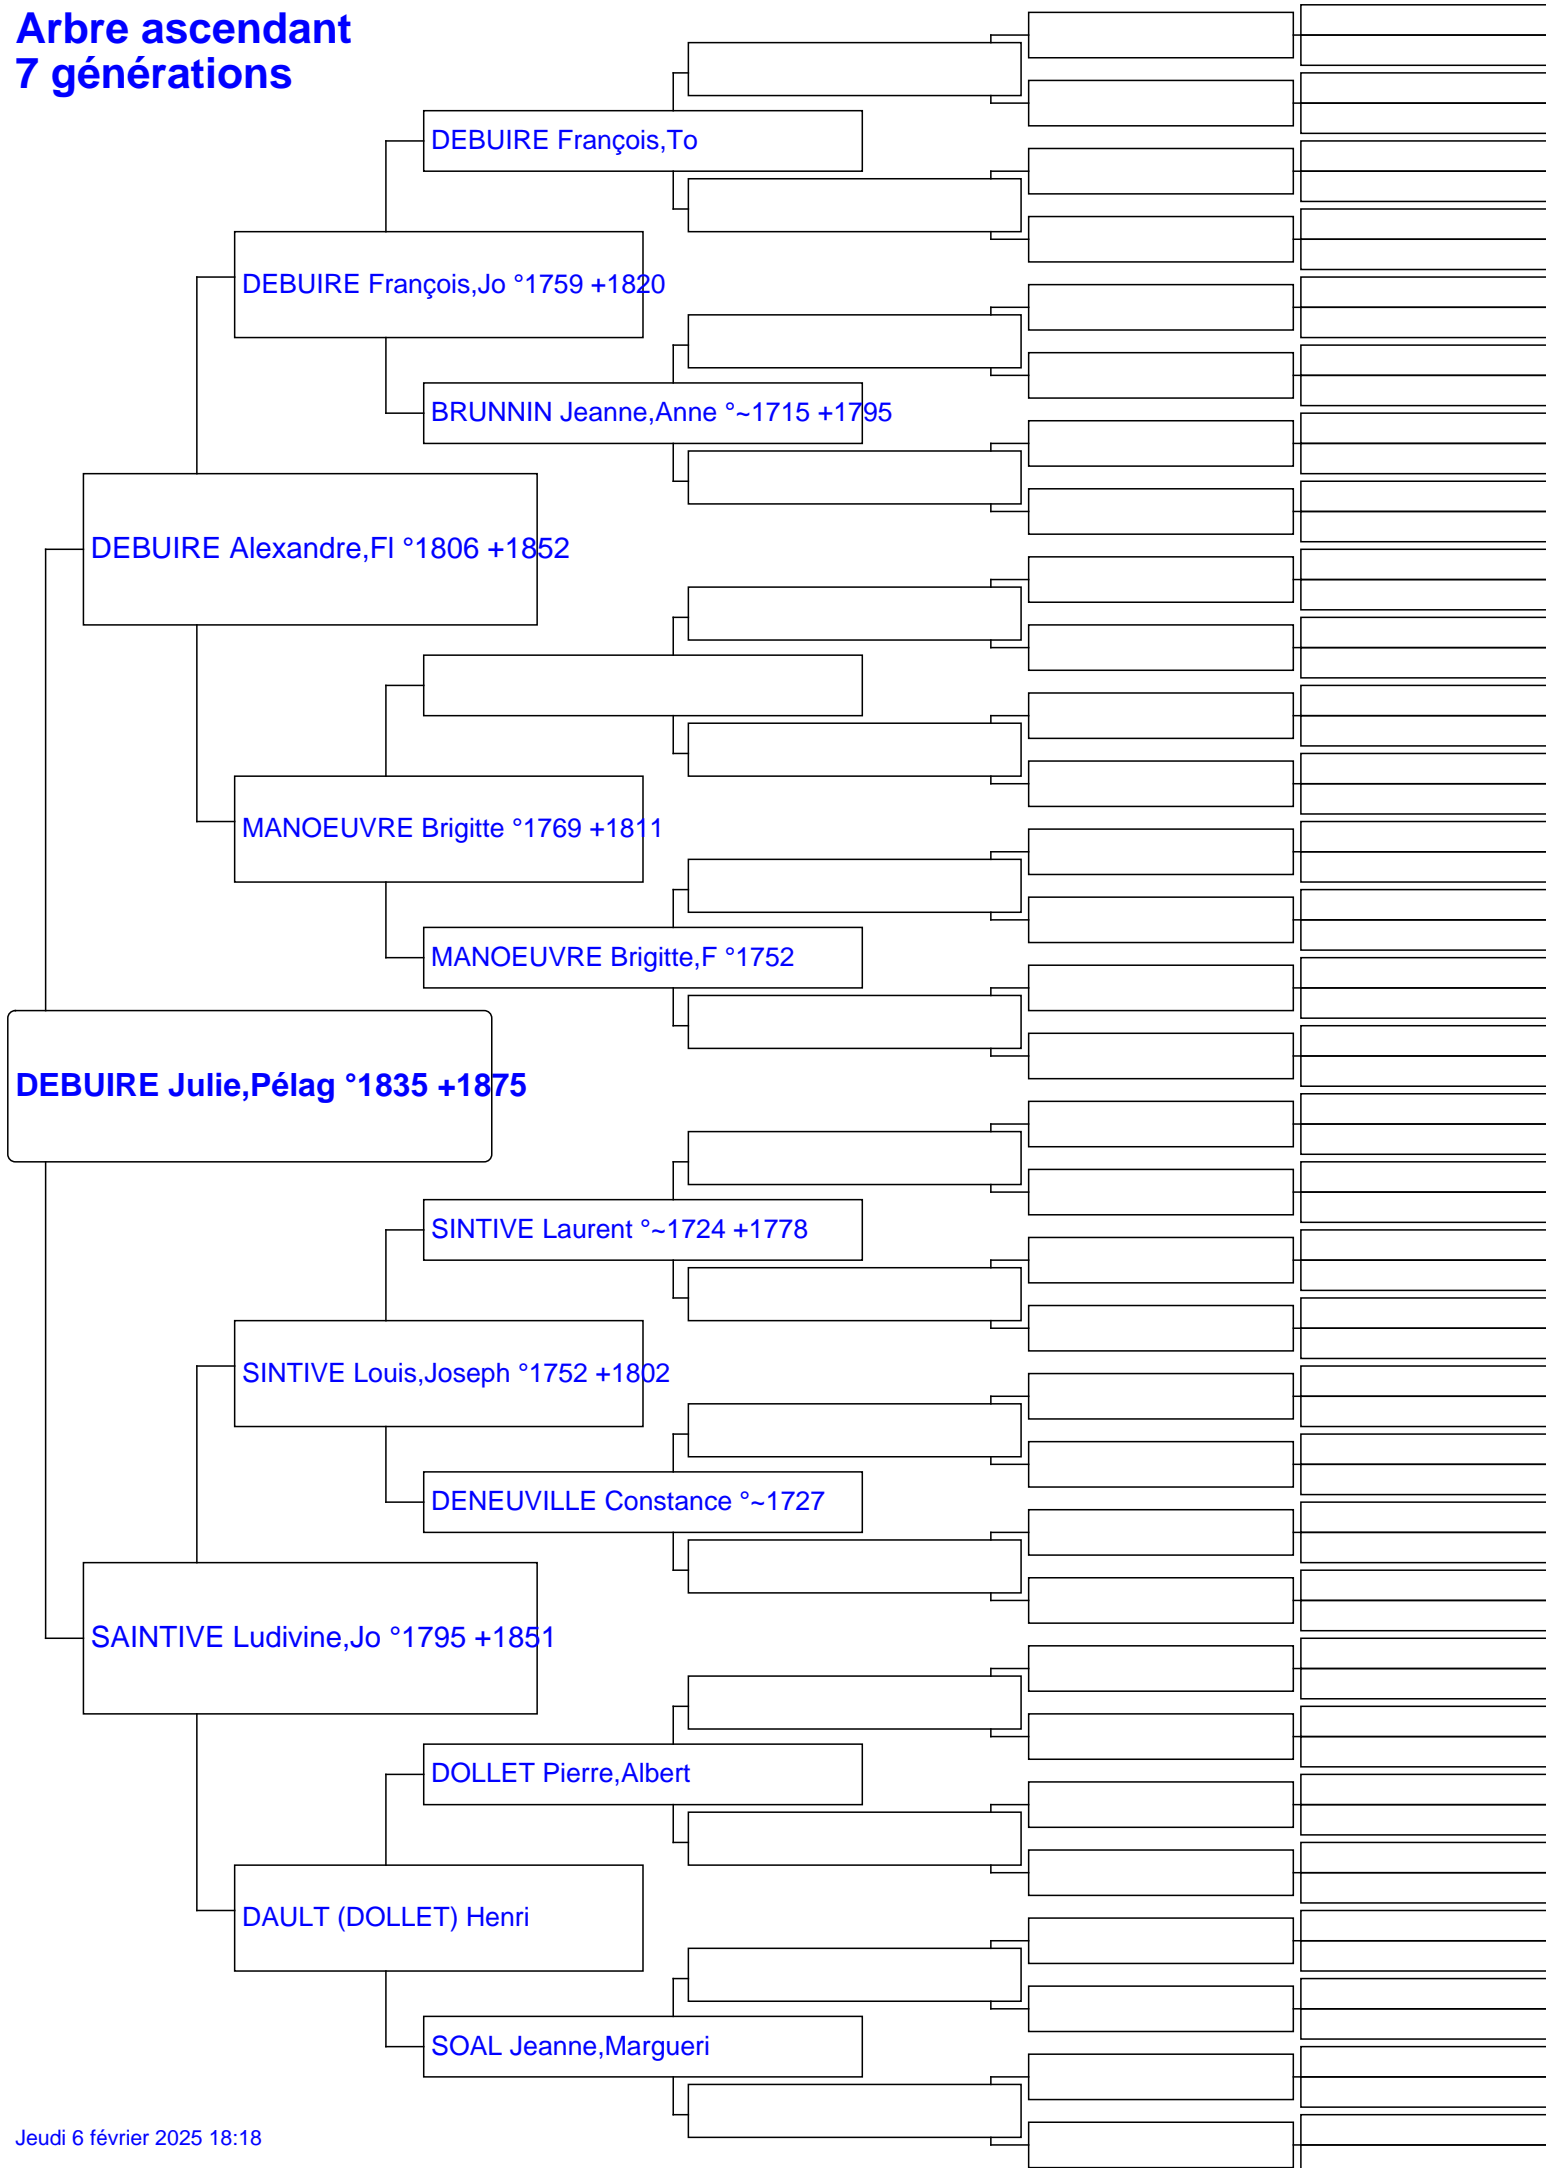 Arbre ascendant
7 générations
DEBUIRE François,To
DEBUIRE François,Jo °1759 +1820
BRUNNIN Jeanne,Anne °~1715 +1795
DEBUIRE Alexandre,Fl °1806 +1852
MANOEUVRE Brigitte °1769 +1811
MANOEUVRE Brigitte,F °1752
DEBUIRE Julie,Pélag °1835 +1875
SINTIVE Laurent °~1724 +1778
SINTIVE Louis,Joseph °1752 +1802
DENEUVILLE Constance °~1727
SAINTIVE Ludivine,Jo °1795 +1851
DOLLET Pierre,Albert
DAULT (DOLLET) Henri
SOAL Jeanne,Margueri
Jeudi 6 février 2025 18:18